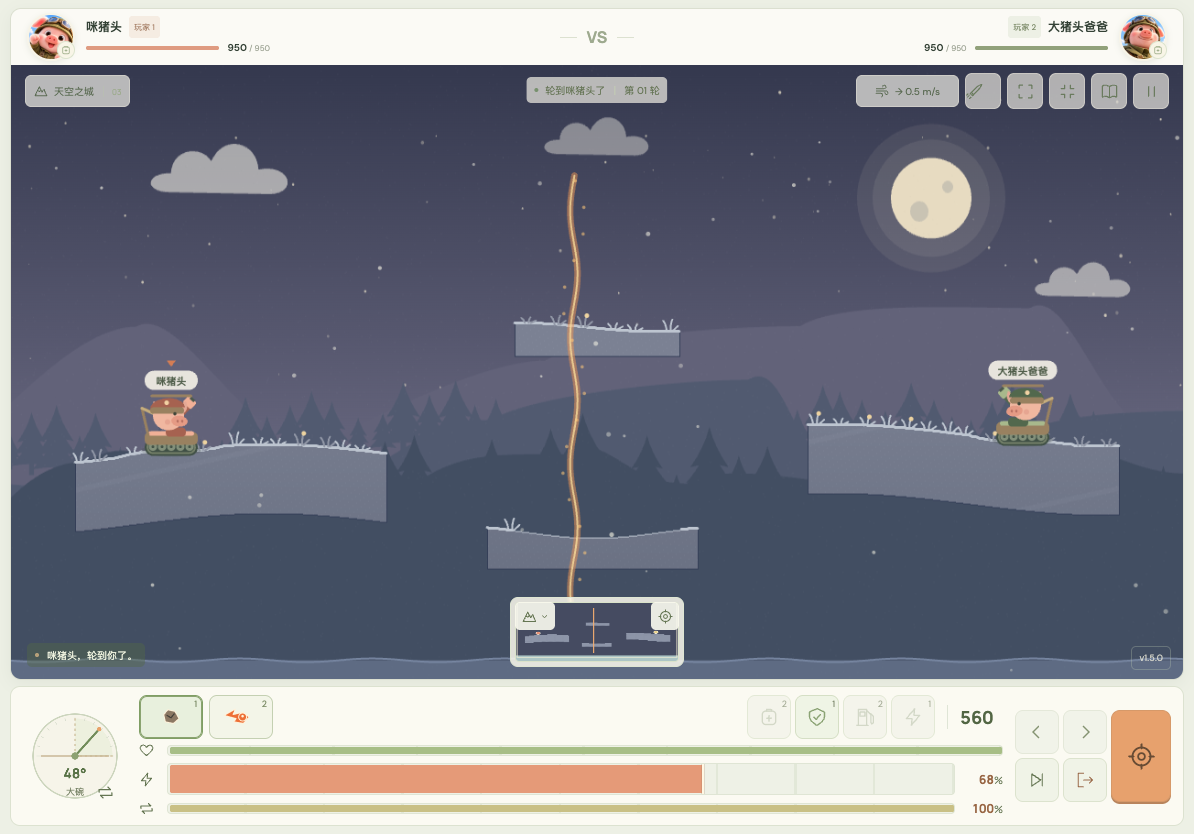 咪猪头 玩家 1
950 / 950
VS
玩家 2 大猪头爸爸
950 / 950
天空之城 03
轮到咪猪头了 第 01 轮
→ 0.5 m/s
咪猪头
大猪头爸爸
咪猪头，轮到你了。
v1.5.0
1
2
2
1
2
1
560
48°
大碗
68%
100%